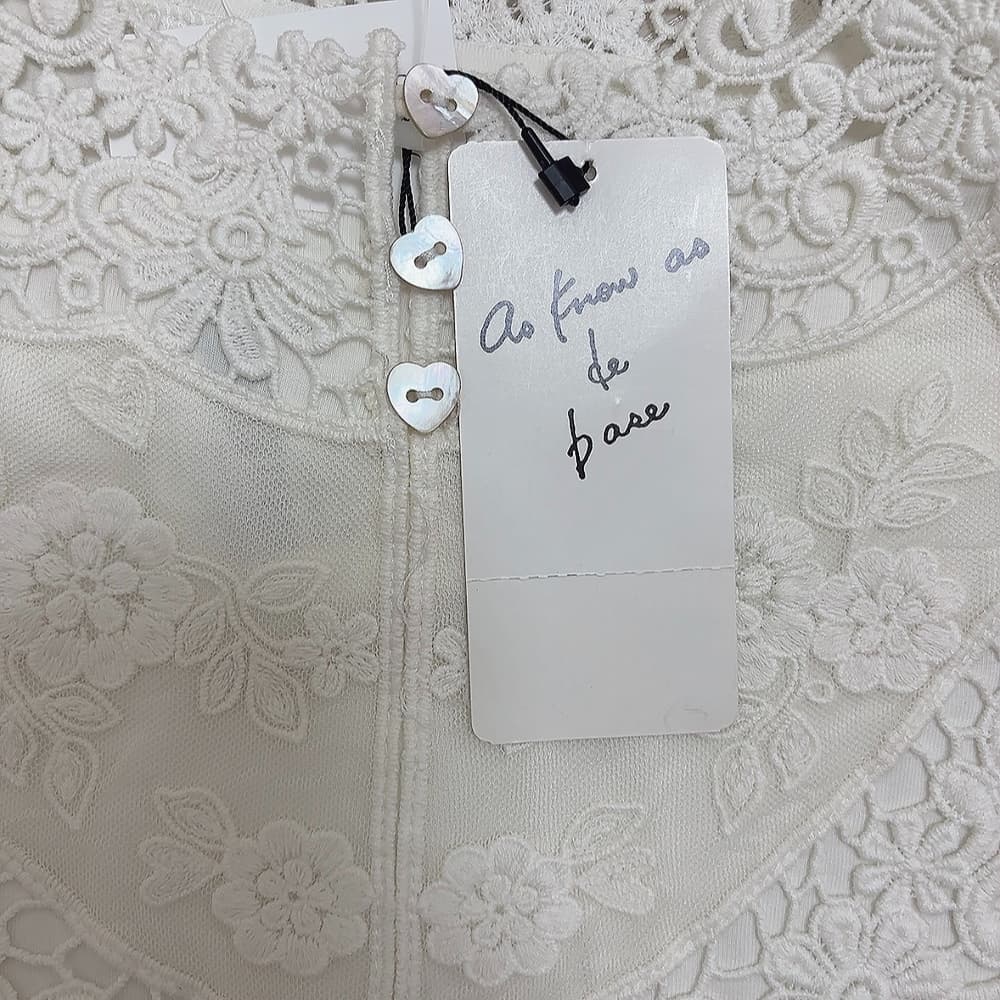 as know as
de
base